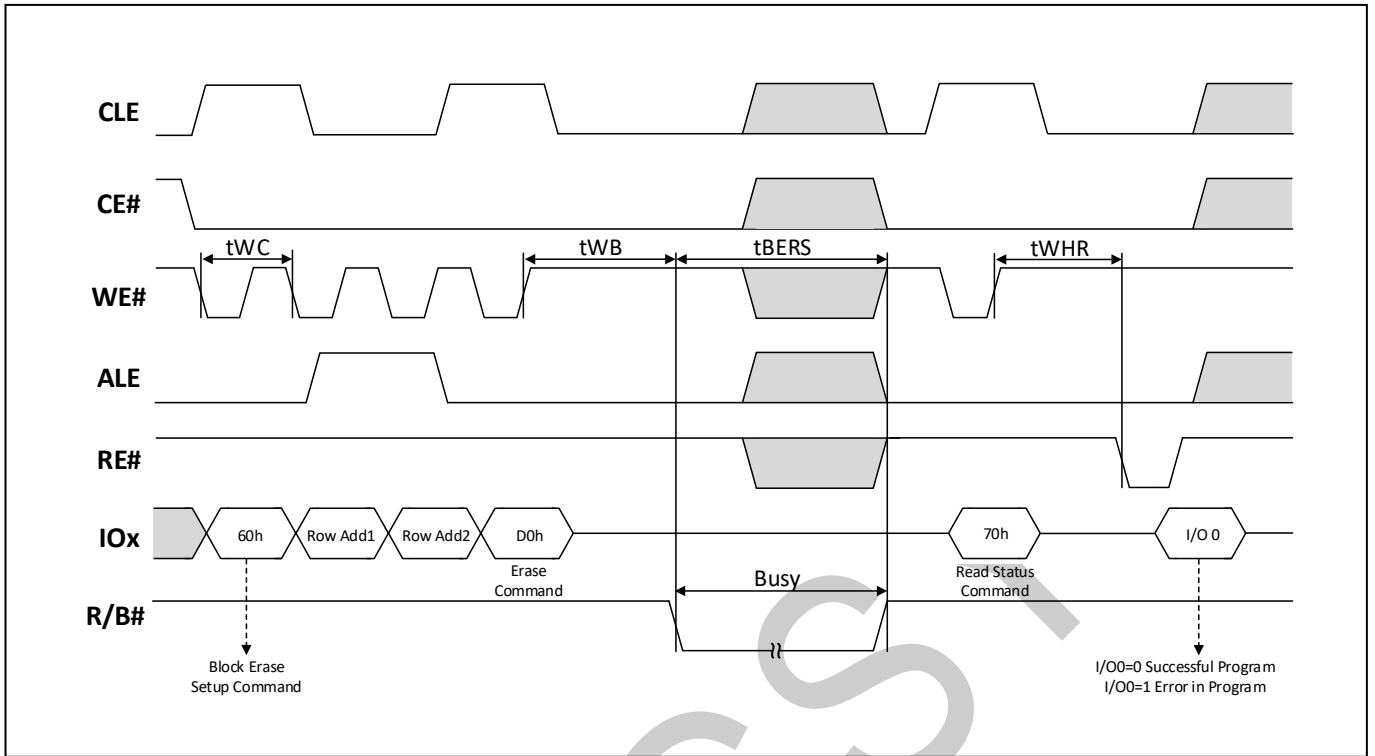 CLE
CE#
tWC
tWB
tBERS
tWHR
WE#
ALE
RE#
IOx
60h
Row Add1
Row Add2
D0h
70h
I/O 0
Erase
Command
Busy
Read Status
Command
R/B#
Block Erase
Setup Command
I/O0=0 Successful Program
I/O0=1 Error in Program